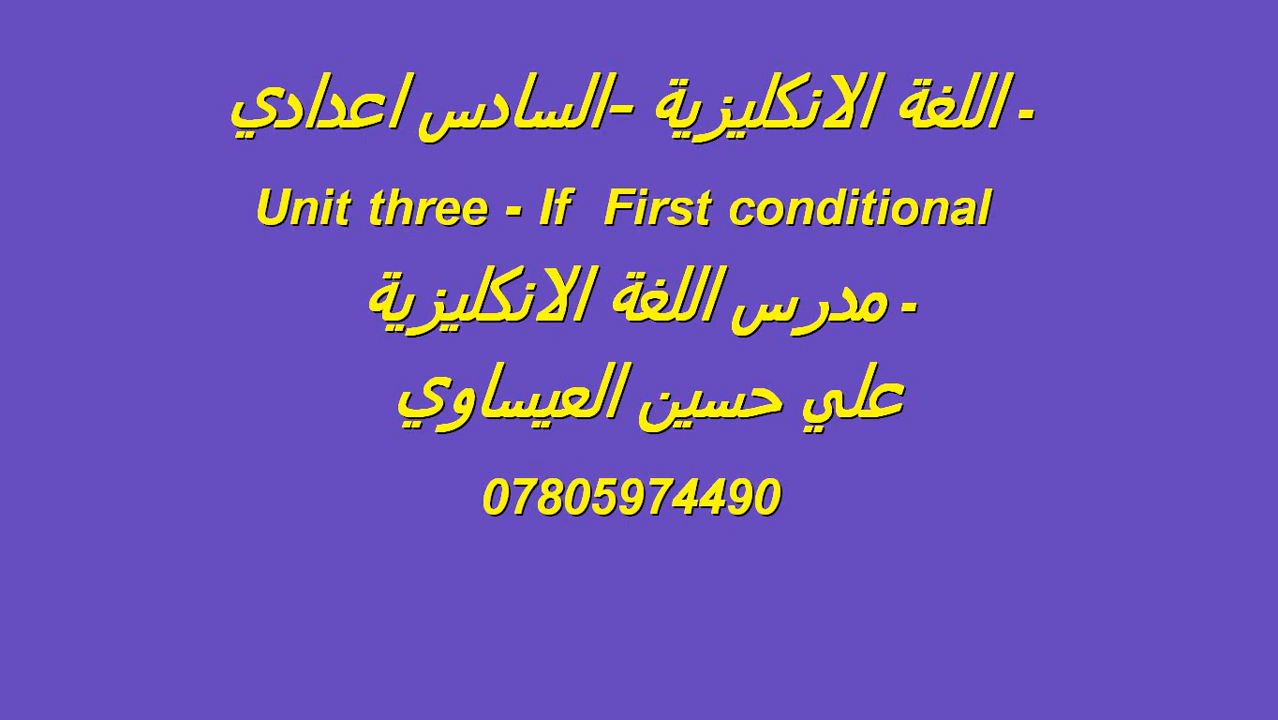 - اللغة الانكليزية –السادس اعدادي
Unit three - If First conditional
- مدرس اللغة الانكليزية
علي حسين العيساوي
07805974490